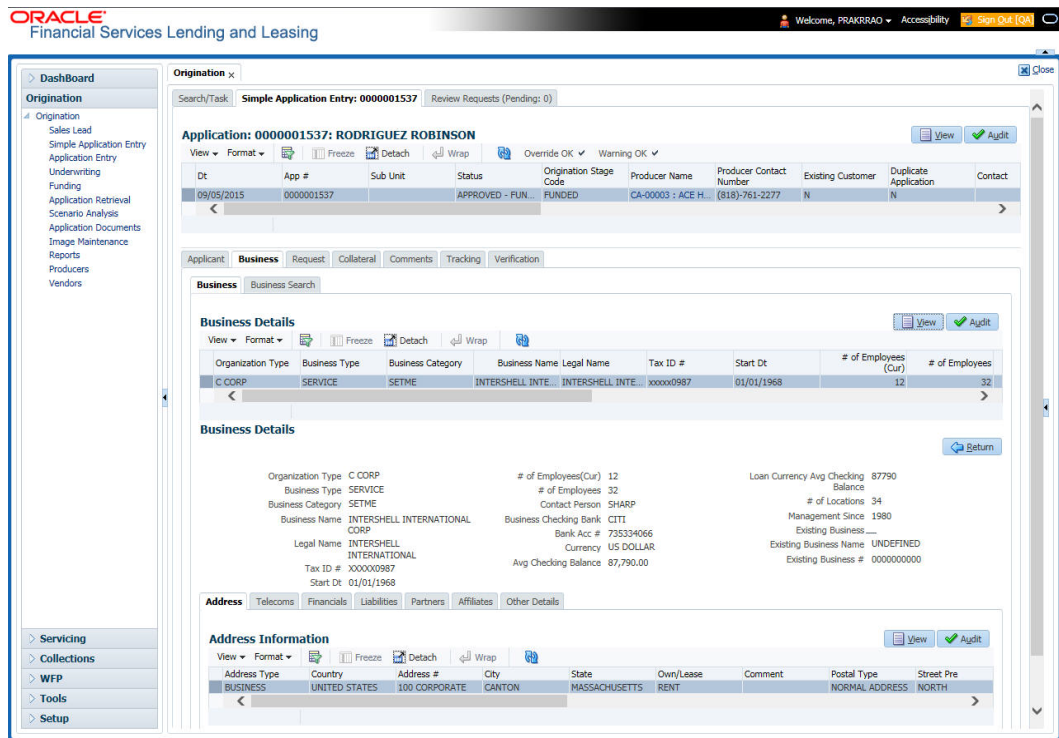 ORACLE
Financial Services Lending and Leasing
Welcome, PRAKRRAO Accessibility Sign Out [QA]
DashBoard
Origination
Origination
Sales Lead
Simple Application Entry
Application Entry
Underwriting
Funding
Application Retrieval
Scenario Analysis
Application Documents
Image Maintenance
Reports
Producers
Vendors
Servicing
Collections
WFP
Tools
Setup
Origination x Close
Search/Task Simple Application Entry: 0000001537 Review Requests (Pending: 0)
Application: 0000001537: RODRIGUEZ ROBINSON View Audit
View Format Freeze Detach Wrap Override OK Warning OK
Dt App # Sub Unit Status Origination Stage Code Producer Name Producer Contact Number Existing Customer Duplicate Application Contact
09/05/2015 0000001537 APPROVED - FUN... FUNDED CA-00003 : ACE H... (818)-761-2277 N N
Applicant Business Request Collateral Comments Tracking Verification
Business Business Search
Business Details View Audit
View Format Freeze Detach Wrap
Organization Type Business Type Business Category Business Name Legal Name Tax ID # Start Dt # of Employees (Cur) # of Employees
C CORP SERVICE SETME INTERSHELL INTE... INTERSHELL INTE... xxxxx0987 01/01/1968 12 32
Business Details
Return
Organization Type C CORP
Business Type SERVICE
Business Category SETME
Business Name INTERSHELL INTERNATIONAL CORP
Legal Name INTERSHELL INTERNATIONAL
Tax ID # XXXXX0987
Start Dt 01/01/1968
# of Employees(Cur) 12
# of Employees 32
Contact Person SHARP
Business Checking Bank CITI
Bank Acc # 735334066
Currency US DOLLAR
Avg Checking Balance 87,790.00
Loan Currency Avg Checking Balance 87790
# of Locations 34
Management Since 1980
Existing Business
Existing Business Name UNDEFINED
Existing Business # 0000000000
Address Telecoms Financials Liabilities Partners Affiliates Other Details
Address Information View Audit
View Format Freeze Detach Wrap
Address Type Country Address # City State Own/Lease Comment Postal Type Street Pre
BUSINESS UNITED STATES 100 CORPORATE CANTON MASSACHUSETTS RENT NORMAL ADDRESS NORTH